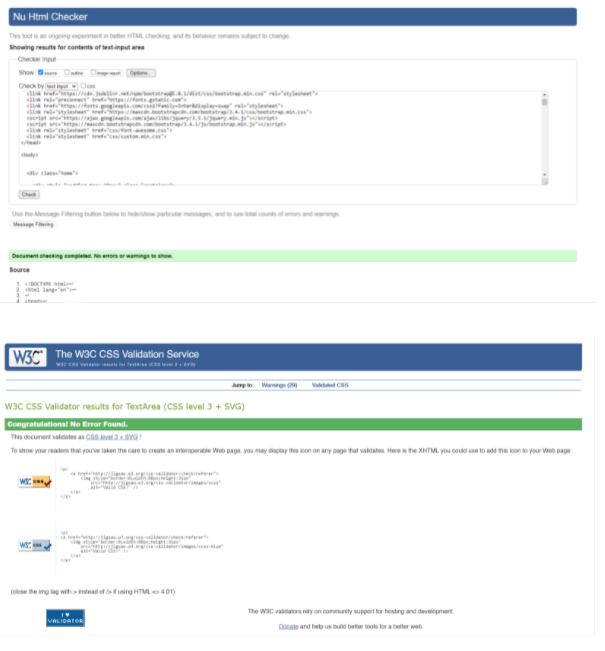 Nu Html Checker
This tool is an ongoing experiment in better HTML checking, and its behavior remains subject to change
Showing results for contents of text-input area
Checker Input
Show source outline image report Options...
Check by text input css
<link href="https://cdn.jsdelivr.net/npm/bootstrap@5.0.1/dist/css/bootstrap.min.css" rel="stylesheet">
<link rel="preconnect" href="https://fonts.gstatic.com">
<link href="https://fonts.googleapis.com/css2?family=Inter&display=swap" rel="stylesheet">
<link rel="stylesheet" href="https://maxcdn.bootstrapcdn.com/bootstrap/3.4.1/css/bootstrap.min.css">
<script src="https://ajax.googleapis.com/ajax/libs/jquery/3.5.1/jquery.min.js"></script>
<script src="https://maxcdn.bootstrapcdn.com/bootstrap/3.4.1/js/bootstrap.min.js"></script>
<link rel="stylesheet" href="css/font-awesome.css">
<link rel="stylesheet" href="css/custom.min.css">
</head>
<body>
<div class="home">
Check
Use the Message Filtering button below to hide/show particular messages, and to see total counts of errors and warnings.
Message Filtering
Document checking completed. No errors or warnings to show.
Source
1. <!DOCTYPE html>↩
2. <html lang="en">↩
3. ↩
4. <head>↩
W3C The W3C CSS Validation Service
W3C CSS Validator results for TextArea (CSS level 3 + SVG)
Jump to: Warnings (29) Validated CSS
W3C CSS Validator results for TextArea (CSS level 3 + SVG)
Congratulations! No Error Found.
This document validates as CSS level 3 + SVG !
To show your readers that you've taken the care to create an interoperable Web page, you may display this icon on any page that validates. Here is the XHTML you could use to add this icon to your Web page:
<p>
<a href="http://jigsaw.w3.org/css-validator/check/referer">
<img style="border:0;width:88px;height:31px"
src="http://jigsaw.w3.org/css-validator/images/vcss"
alt="Valid CSS!" />
</a>
</p>
W3C css
<p>
<a href="http://jigsaw.w3.org/css-validator/check/referer">
<img style="border:0;width:88px;height:31px"
src="http://jigsaw.w3.org/css-validator/images/vcss-blue"
alt="Valid CSS!" />
</a>
</p>
W3C css
(close the img tag with > instead of /> if using HTML <= 4.01)
I ♥
VALIDATOR
The W3C validators rely on community support for hosting and development.
Donate and help us build better tools for a better web.